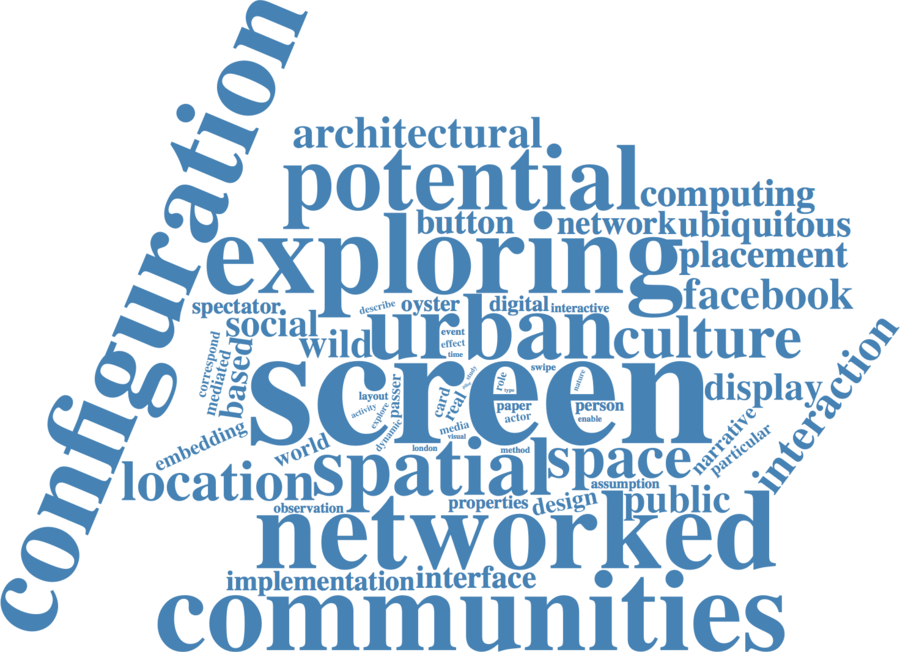 configuration
architectural
potential
computing
button
network
ubiquitous
exploring
placement
facebook
spectator
describe
oyster
digital
interactive
social
wild
urban
culture
event
effect
time
correspond
mediated
based
screen
swipe
layout
activity
explore
dynamic
passer
card
real
study
media
visual
role
type
paper
actor
nature
person
enable
display
interaction
embedding
world
london
method
narrative
particular
location
spatial
space
assumption
observation
properties
design
public
networked
implementation
interface
communities